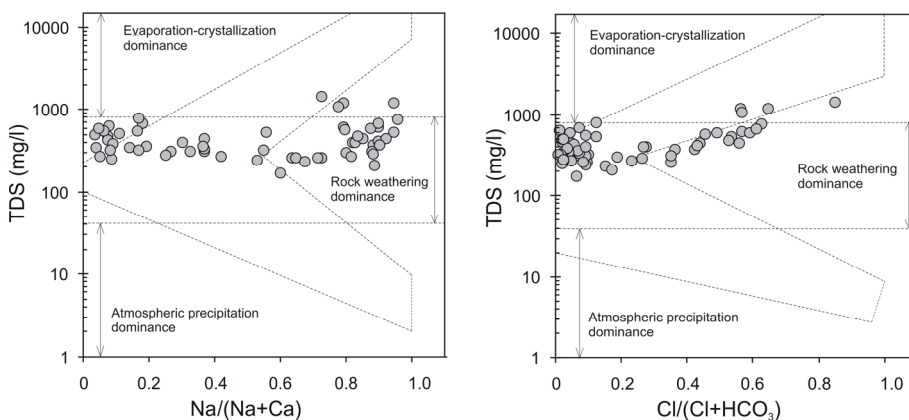 10000
1000
100
10
1
TDS (mg/l)
Evaporation-crystallization
dominance
Rock weathering
dominance
Atmospheric precipitation
dominance
0
0.2
0.4
0.6
0.8
1.0
Na/(Na+Ca)
10000
1000
100
10
1
TDS (mg/l)
Evaporation-crystallization
dominance
Rock weathering
dominance
Atmospheric precipitation
dominance
0
0.2
0.4
0.6
0.8
1.0
Cl/(Cl+HCO₃)